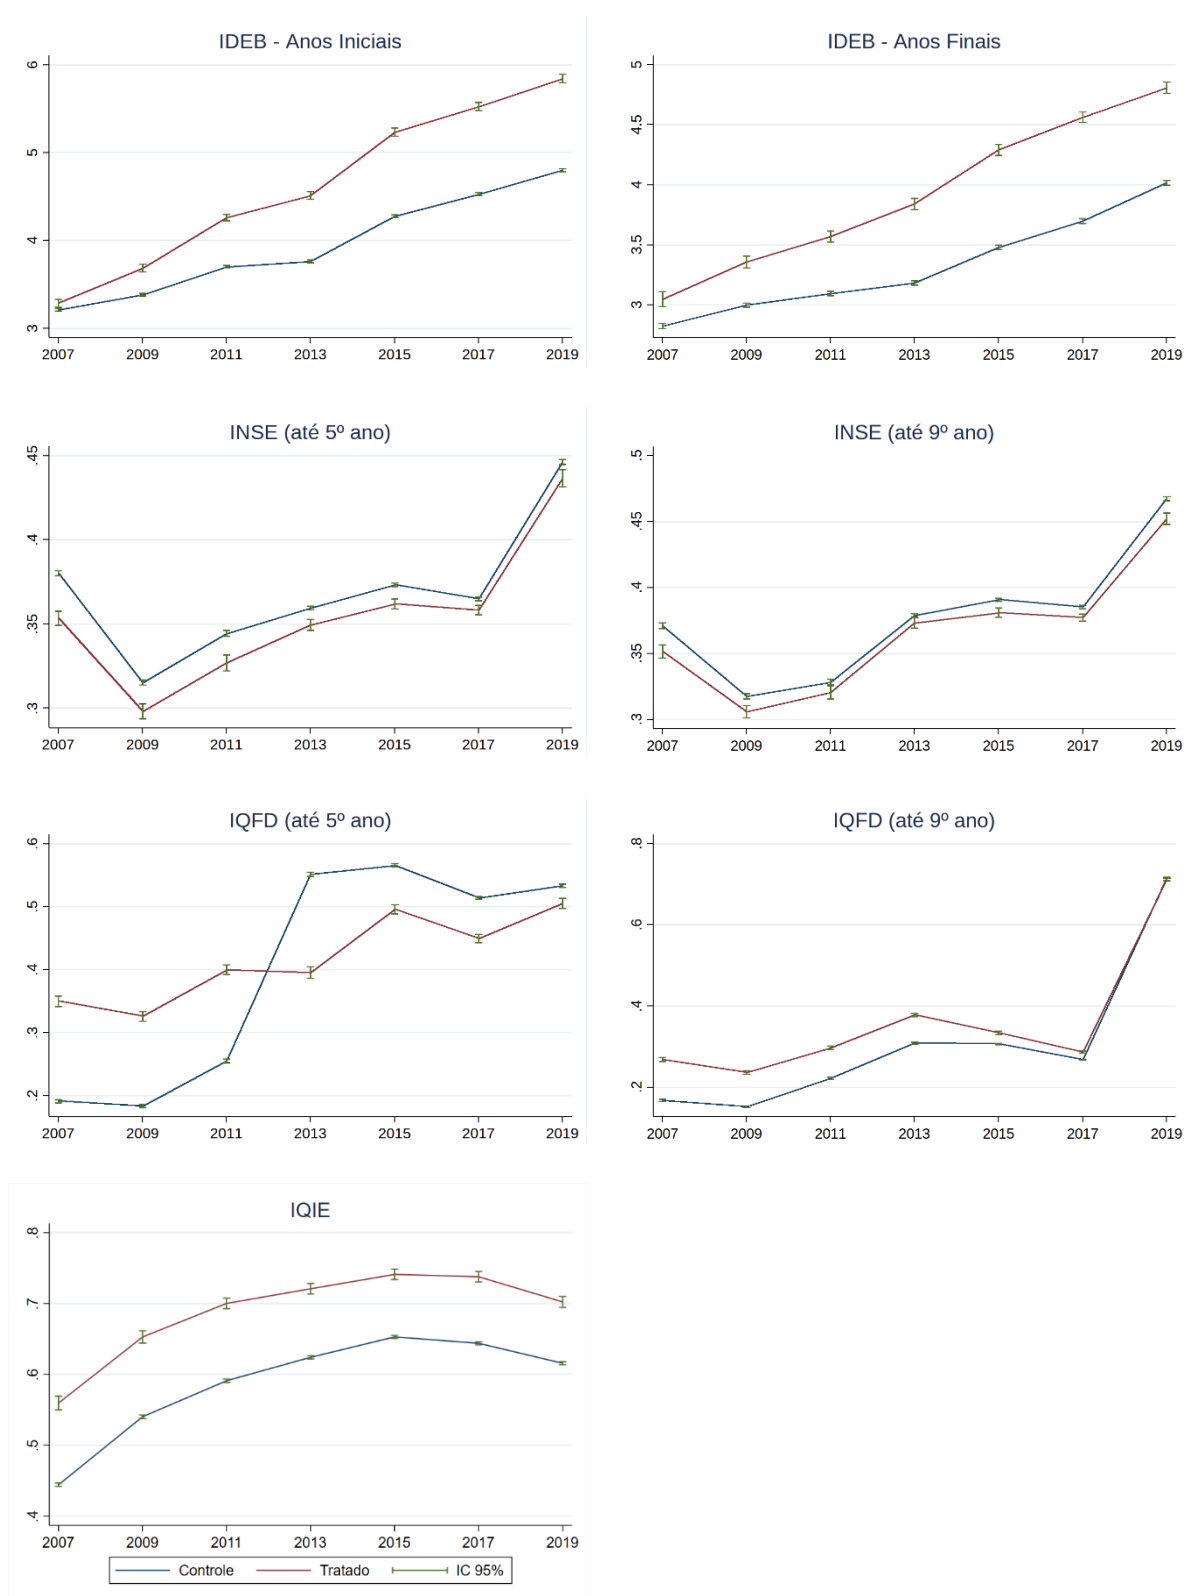 IDEB - Anos Iniciais
6
5
4
3
2007 2009 2011 2013 2015 2017 2019
IDEB - Anos Finais
5
4.5
4
3.5
3
2007 2009 2011 2013 2015 2017 2019
INSE (até 5º ano)
.45
.4
.35
.3
2007 2009 2011 2013 2015 2017 2019
INSE (até 9º ano)
.5
.45
.4
.35
.3
2007 2009 2011 2013 2015 2017 2019
IQFD (até 5º ano)
.6
.5
.4
.3
.2
2007 2009 2011 2013 2015 2017 2019
IQFD (até 9º ano)
.8
.6
.4
.2
2007 2009 2011 2013 2015 2017 2019
IQIE
.8
.7
.6
.5
.4
2007 2009 2011 2013 2015 2017 2019
Controle Tratado IC 95%